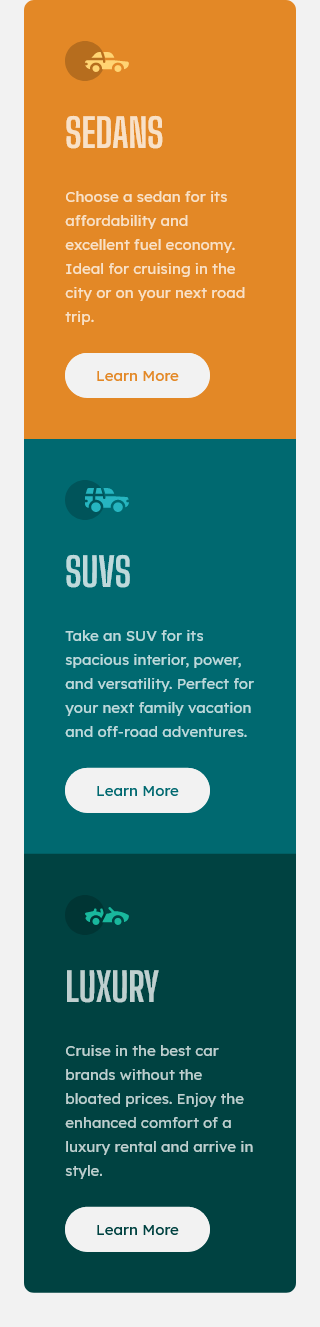 SEDANS
Choose a sedan for its
affordability and
excellent fuel economy.
Ideal for cruising in the
city or on your next road
trip.
Learn More
SUVS
Take an SUV for its
spacious interior, power,
and versatility. Perfect for
your next family vacation
and off-road adventures.
Learn More
LUXURY
Cruise in the best car
brands without the
bloated prices. Enjoy the
enhanced comfort of a
luxury rental and arrive in
style.
Learn More